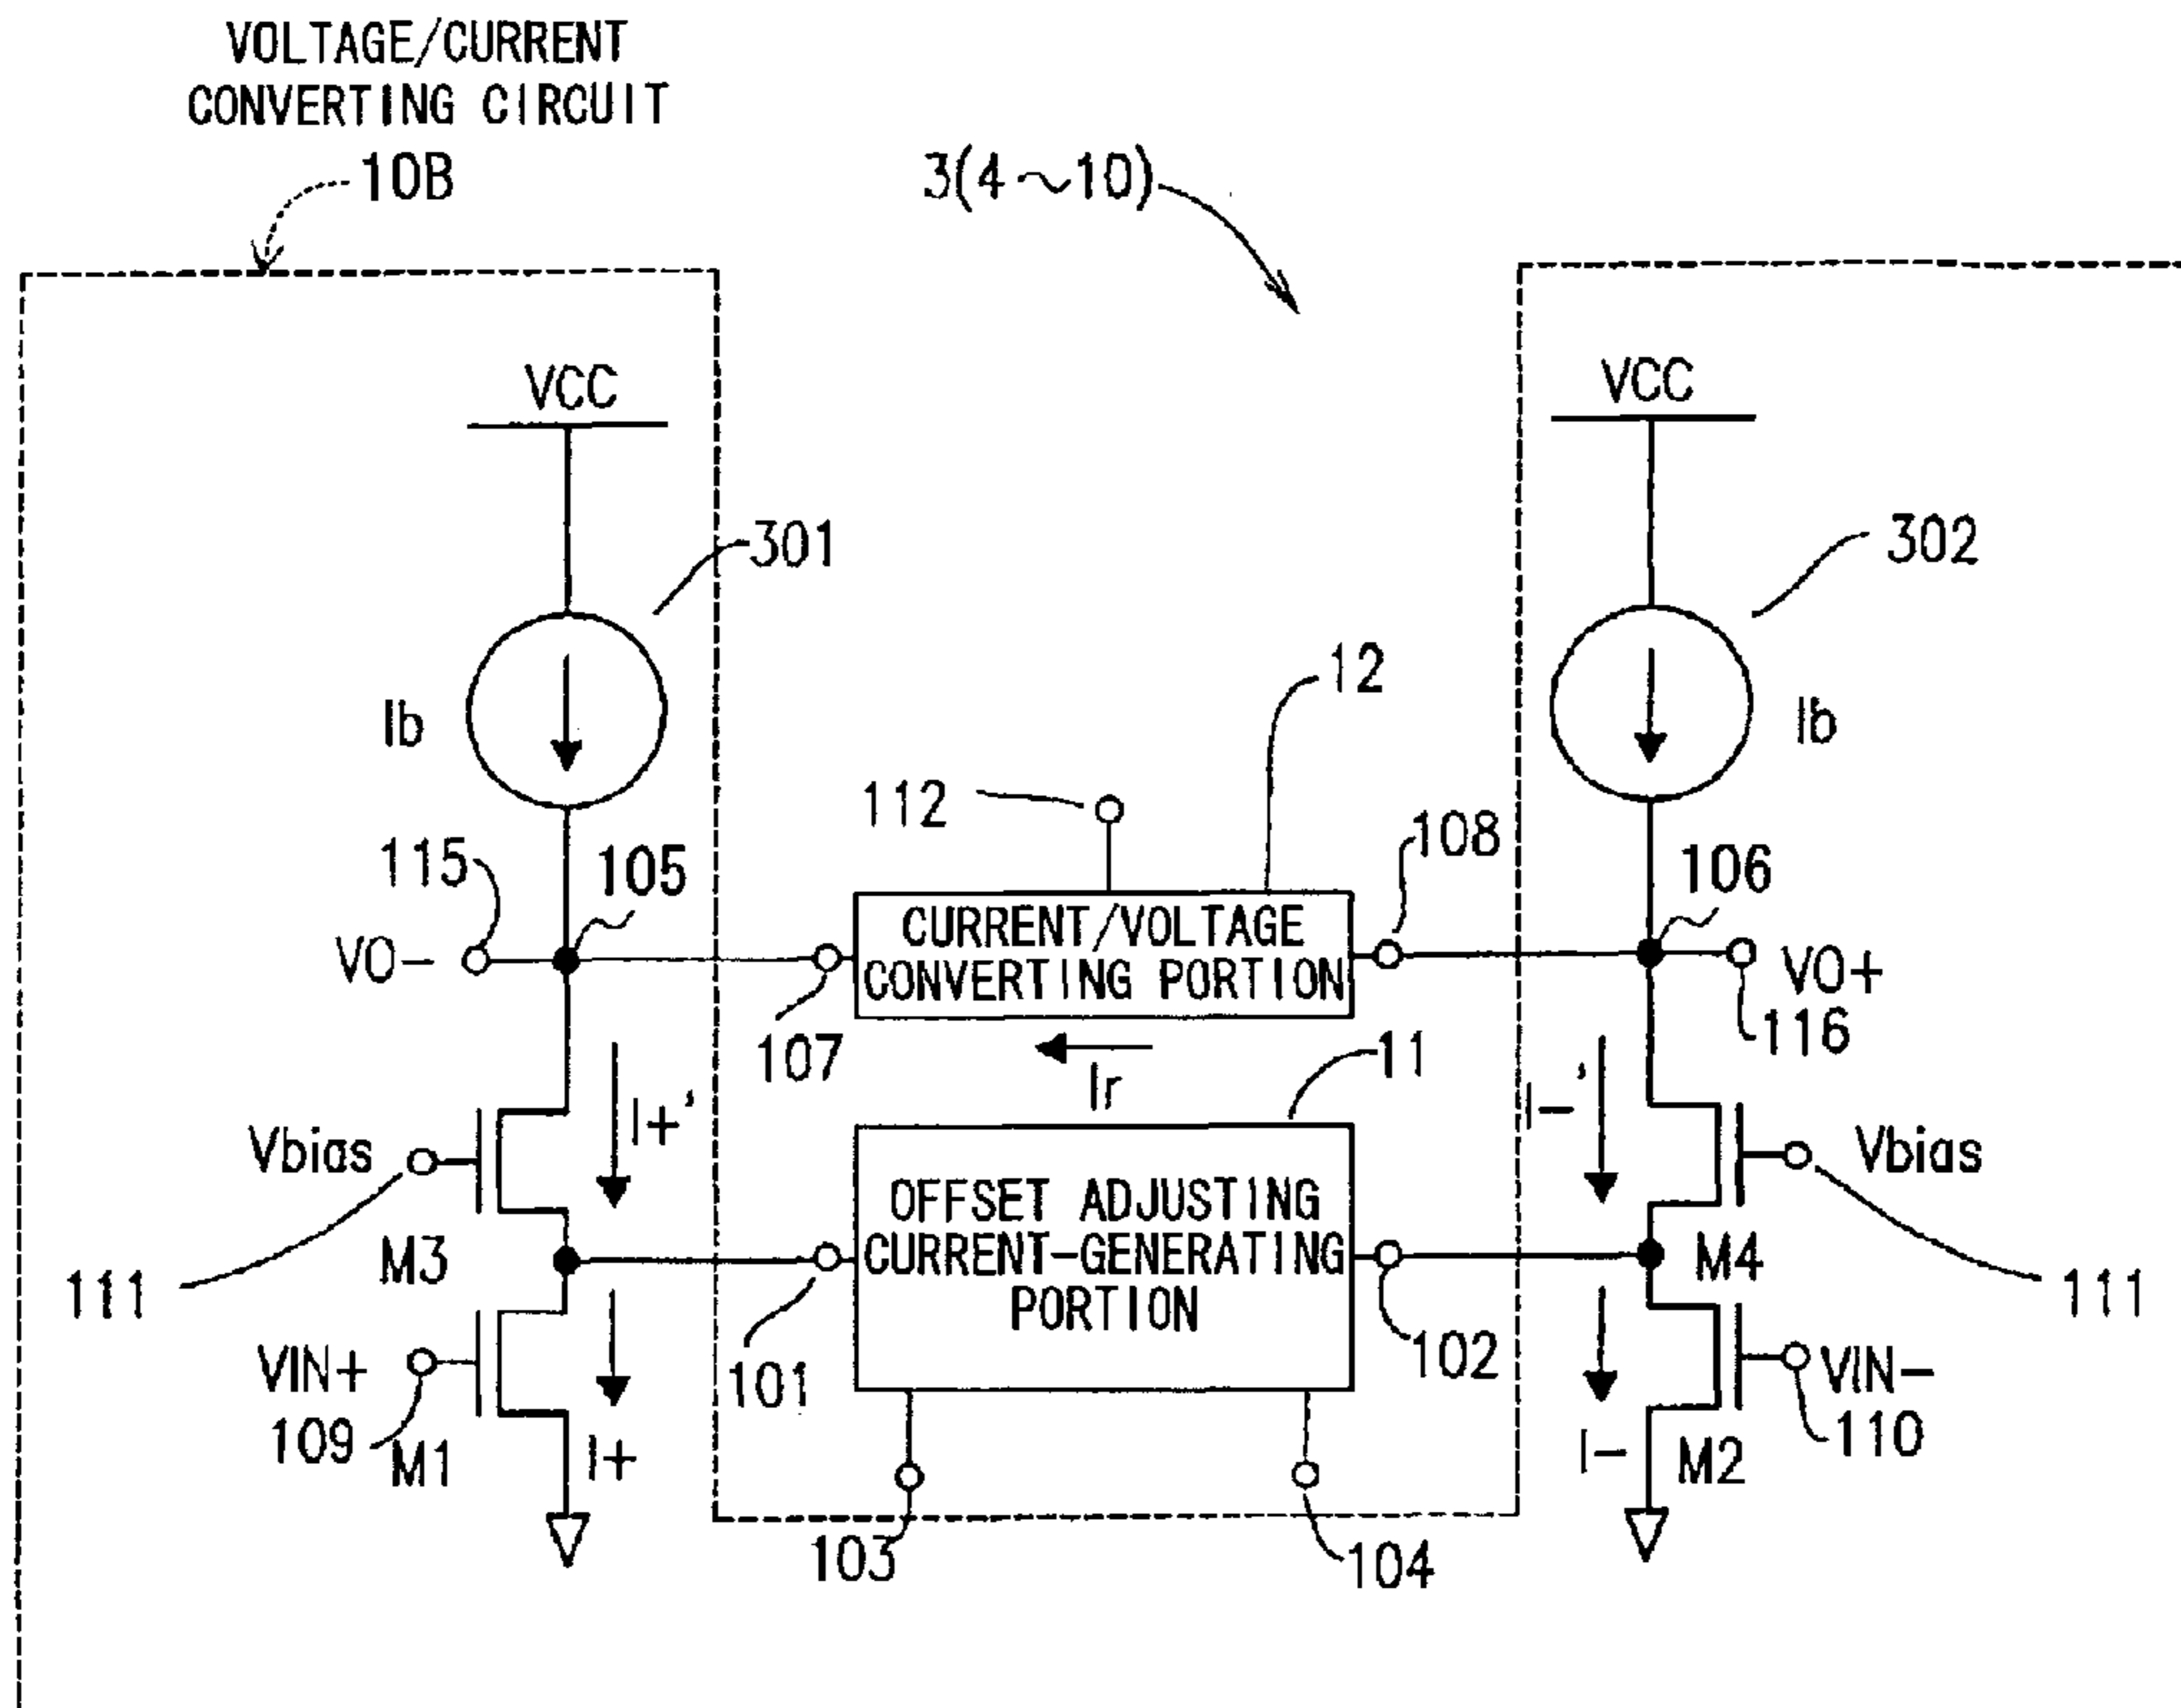 VOLTAGE/CURRENT
CONVERTING CIRCUIT
10B
3(4～10)
VCC
VCC
301
302
12
Ib
Ib
112
108
115
105
106
CURRENT/VOLTAGE
CONVERTING PORTION
VO-
VO+
107
116
11
Ir
I+'
I-'
Vbias
Vbias
OFFSET ADJUSTING
CURRENT-GENERATING
PORTION
M3
M4
111
111
101
102
VIN+
VIN-
109
110
M1
I+
I-
M2
103
104